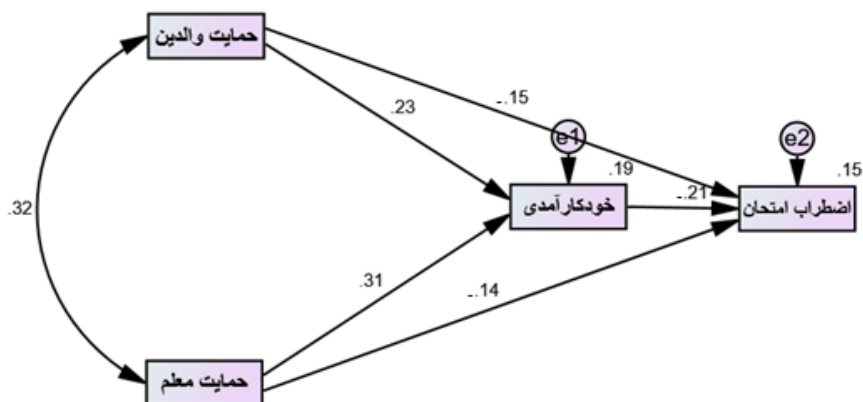 حمایت والدین
-.15
.23
e1
e2
.19
.15
.32
خودکارآمدی
-.21
اضطراب امتحان
.31
-.14
حمایت معلم